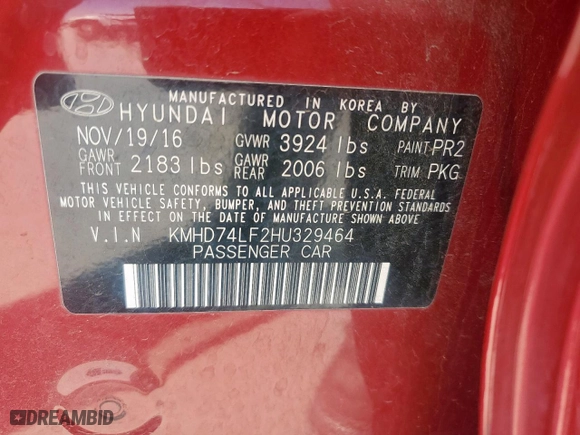 MANUFACTURED IN KOREA BY
HYUNDAI MOTOR COMPANY
NOV/19/16 GVWR 3924 lbs PAINT PR2
GAWR FRONT 2183 lbs GAWR REAR 2006 lbs TRIM PKG
THIS VEHICLE CONFORMS TO ALL APPLICABLE U.S.A. FEDERAL
MOTOR VEHICLE SAFETY, BUMPER, AND THEFT PREVENTION STANDARDS
IN EFFECT ON THE DATE OF MANUFACTURE SHOWN ABOVE.
V.I.N KMHD74LF2HU329464
PASSENGER CAR
DREAMBID